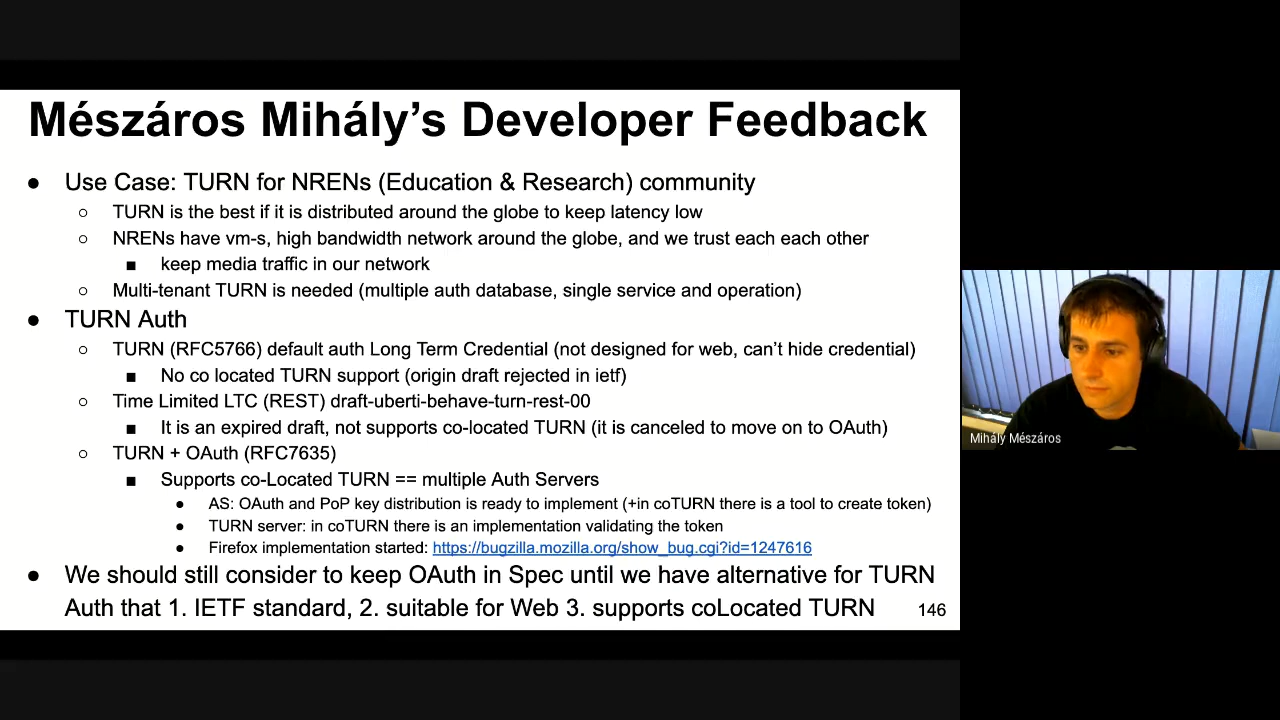 Mészáros Mihály’s Developer Feedback
● Use Case: TURN for NRENs (Education & Research) community
○ TURN is the best if it is distributed around the globe to keep latency low
○ NRENs have vm-s, high bandwidth network around the globe, and we trust each each other
■ keep media traffic in our network
○ Multi-tenant TURN is needed (multiple auth database, single service and operation)
● TURN Auth
○ TURN (RFC5766) default auth Long Term Credential (not designed for web, can’t hide credential)
■ No co located TURN support (origin draft rejected in ietf)
○ Time Limited LTC (REST) draft-uberti-behave-turn-rest-00
■ It is an expired draft, not supports co-located TURN (it is canceled to move on to OAuth)
○ TURN + OAuth (RFC7635)
■ Supports co-Located TURN == multiple Auth Servers
● AS: OAuth and PoP key distribution is ready to implement (+in coTURN there is a tool to create token)
● TURN server: in coTURN there is an implementation validating the token
● Firefox implementation started: https://bugzilla.mozilla.org/show_bug.cgi?id=1247616
● We should still consider to keep OAuth in Spec until we have alternative for TURN
Auth that 1. IETF standard, 2. suitable for Web 3. supports coLocated TURN
146
Mihály Mészáros